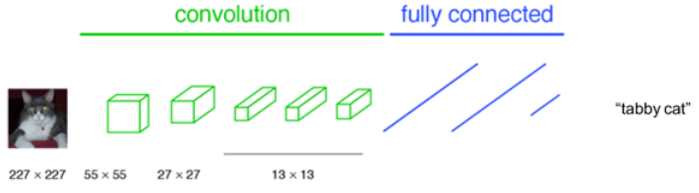 convolution
fully connected
“tabby cat”
227 × 227
55 × 55
27 × 27
13 × 13